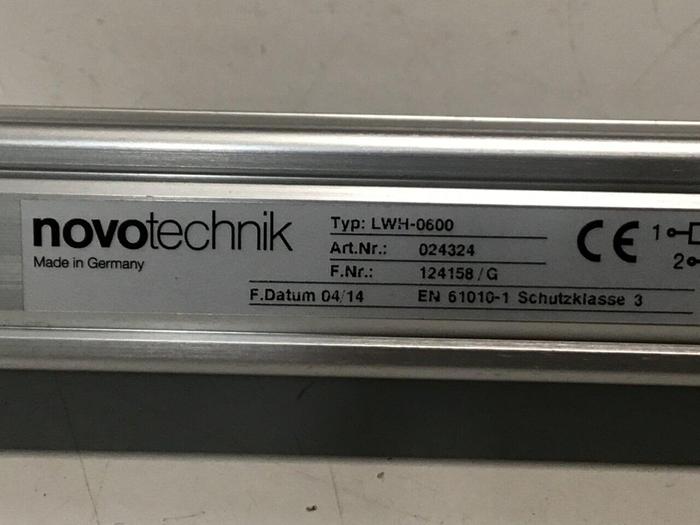 novotechnik
Made in Germany
Typ: LWH-0600
Art.Nr.: 024324
F.Nr.: 124158/G
F.Datum 04/14 EN 61010-1 Schutzklasse 3
CE
1
2